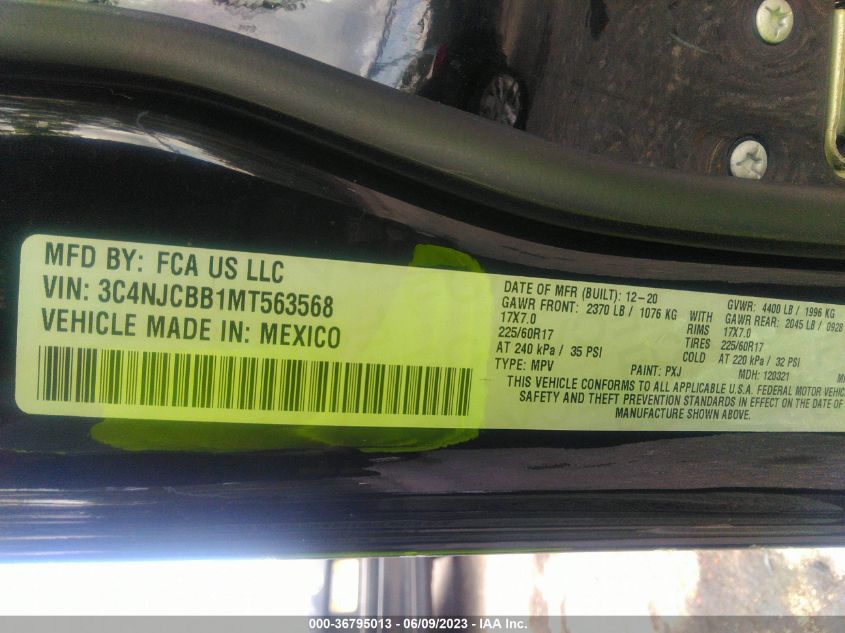 MFD BY: FCA US LLC
VIN: 3C4NJCBB1MT563568
VEHICLE MADE IN: MEXICO
DATE OF MFR (BUILT): 12-20
GAWR FRONT: 2370 LB / 1076 KG
17X7.0
225/60R17
AT 240 kPa / 35 PSI
TYPE: MPV
WITH
RIMS
TIRES
COLD
GVWR: 4400 LB / 1996 KG
GAWR REAR: 2045 LB / 0928
17X7.0
225/60R17
AT 220 kPa / 32 PSI
PAINT: PXJ
MDH: 120321
THIS VEHICLE CONFORMS TO ALL APPLICABLE U.S.A. FEDERAL MOTOR VEHIC
SAFETY AND THEFT PREVENTION STANDARDS IN EFFECT ON THE DATE OF
MANUFACTURE SHOWN ABOVE.
000-36795013 - 06/09/2023 - IAA Inc.